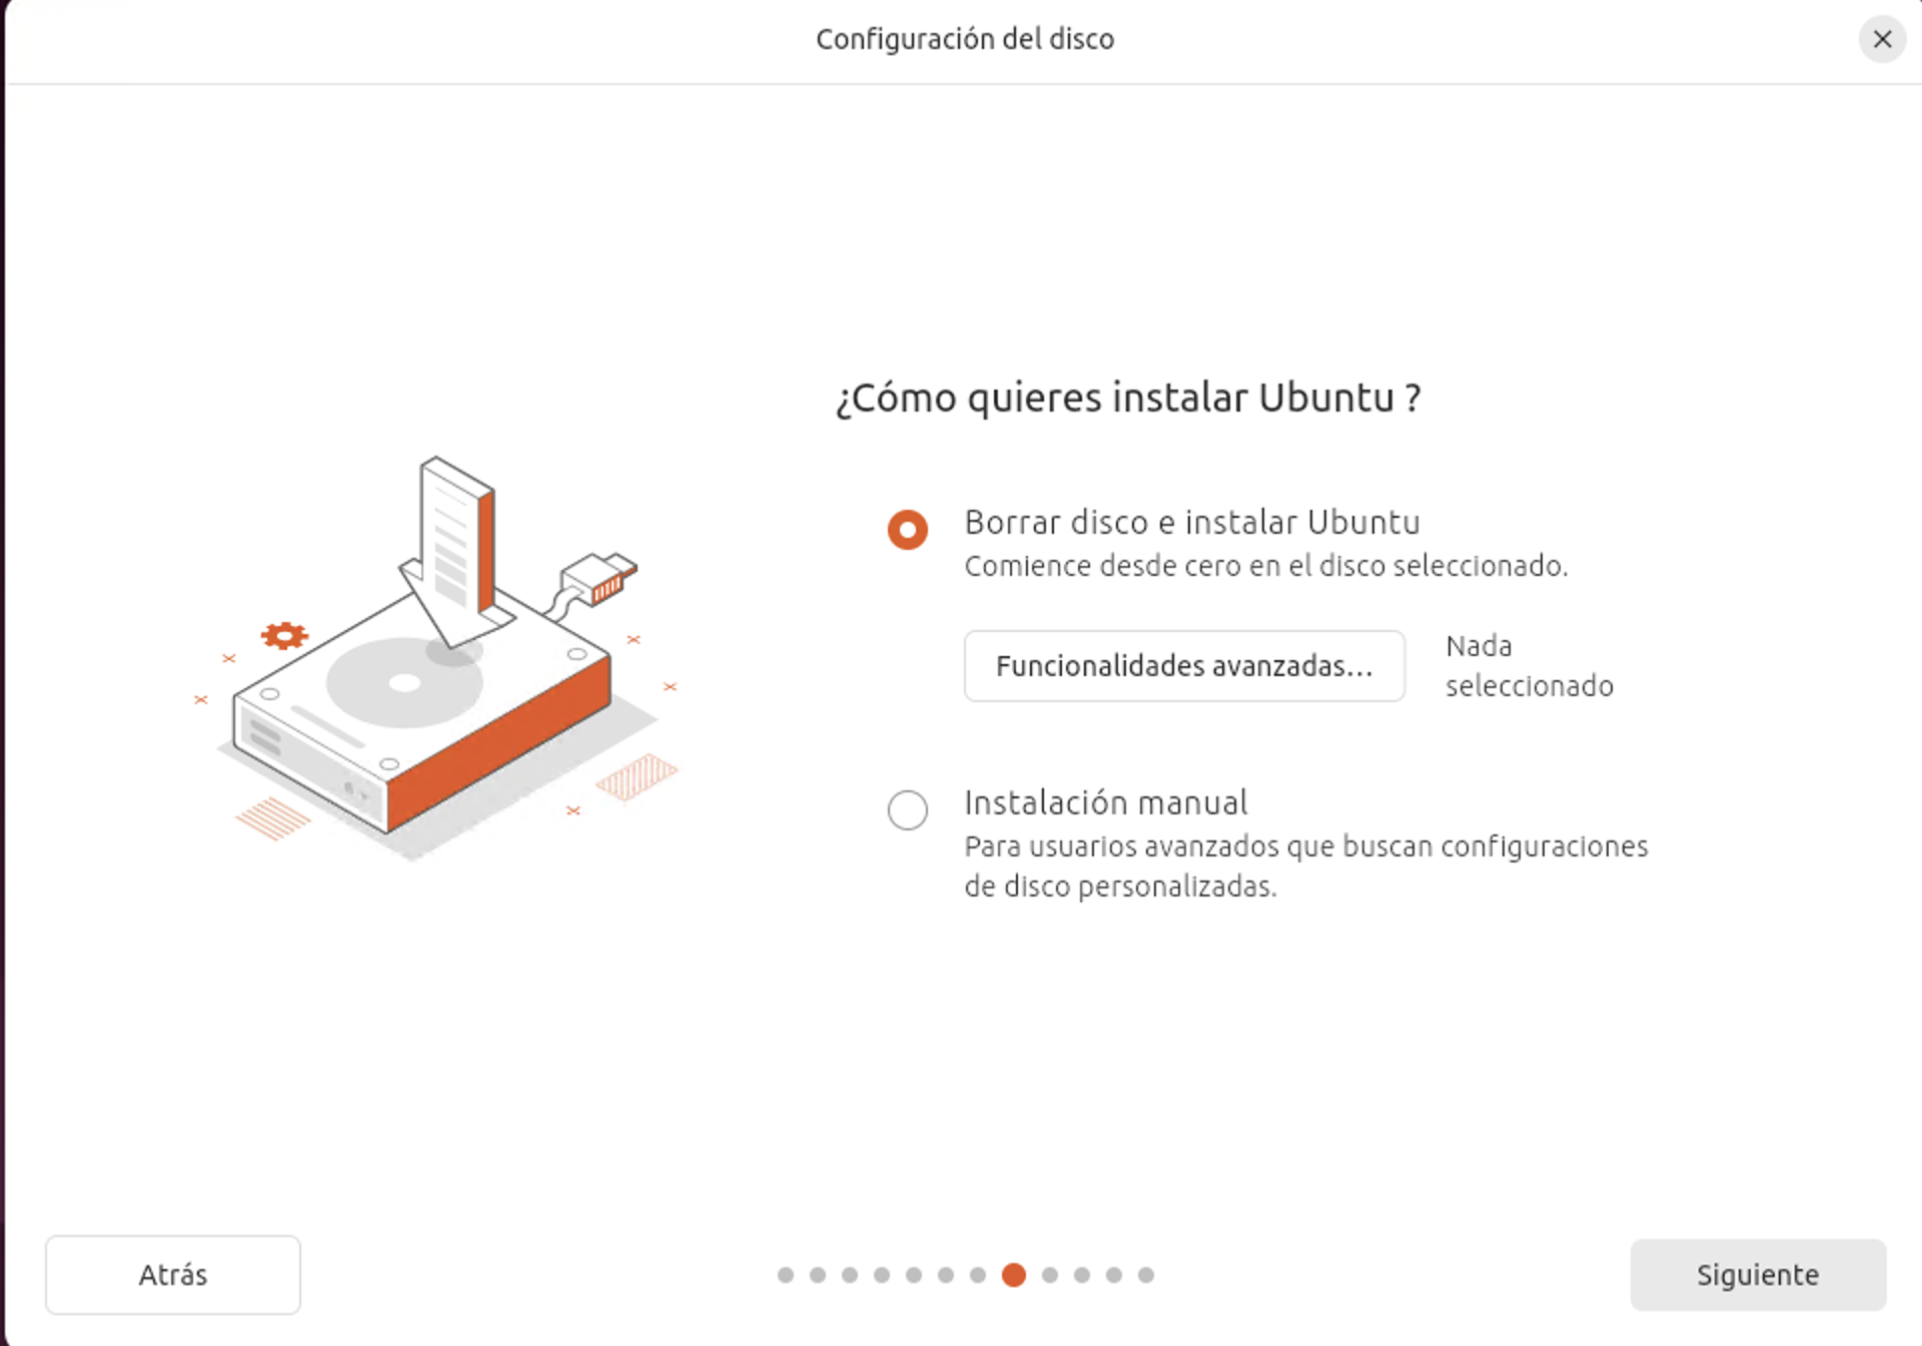 Configuración del disco
¿Cómo quieres instalar Ubuntu ?
Borrar disco e instalar Ubuntu
Comience desde cero en el disco seleccionado.
Funcionalidades avanzadas...
Nada
seleccionado
Instalación manual
Para usuarios avanzados que buscan configuraciones
de disco personalizadas.
Atrás
Siguiente